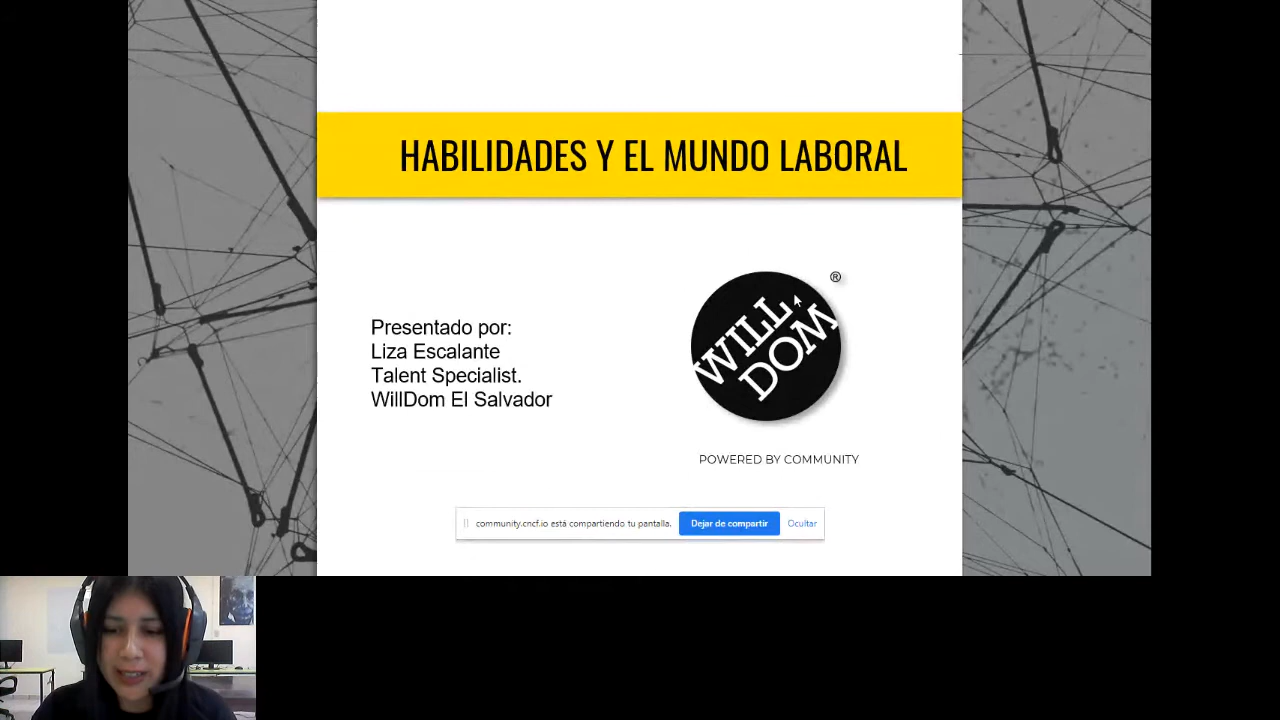 HABILIDADES Y EL MUNDO LABORAL
Presentado por:
Liza Escalante
Talent Specialist.
WillDom El Salvador
®
WILL
DOM
POWERED BY COMMUNITY
community.cncf.io está compartiendo tu pantalla.
Dejar de compartir
Ocultar